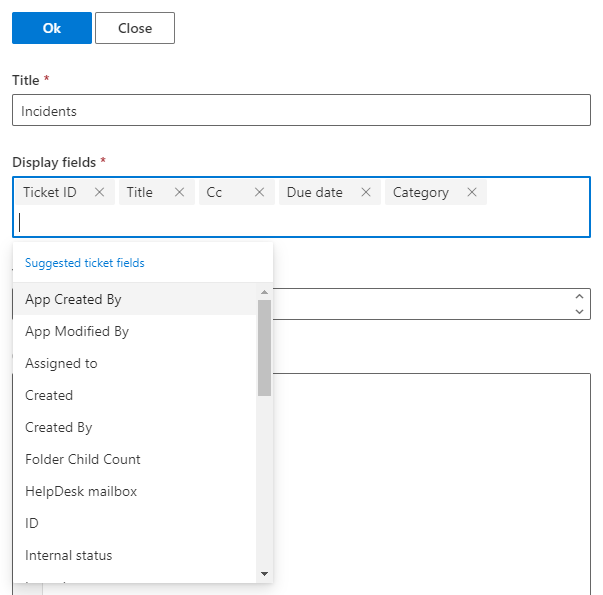 Ok Close
Title *
Incidents
Display fields *
Ticket ID Title Cc Due date Category
Suggested ticket fields
App Created By
App Modified By
Assigned to
Created
Created By
Folder Child Count
HelpDesk mailbox
ID
Internal status